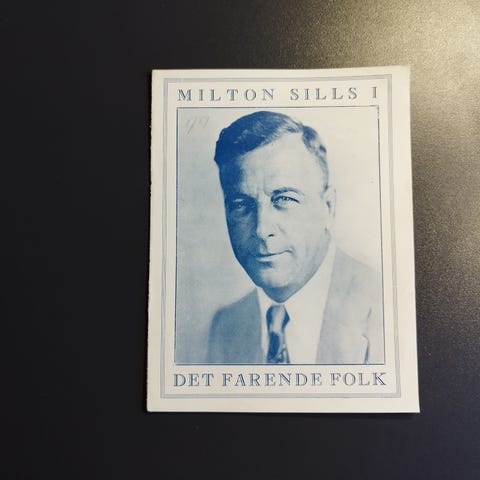 MILTON SILLS I
DET FARENDE FOLK